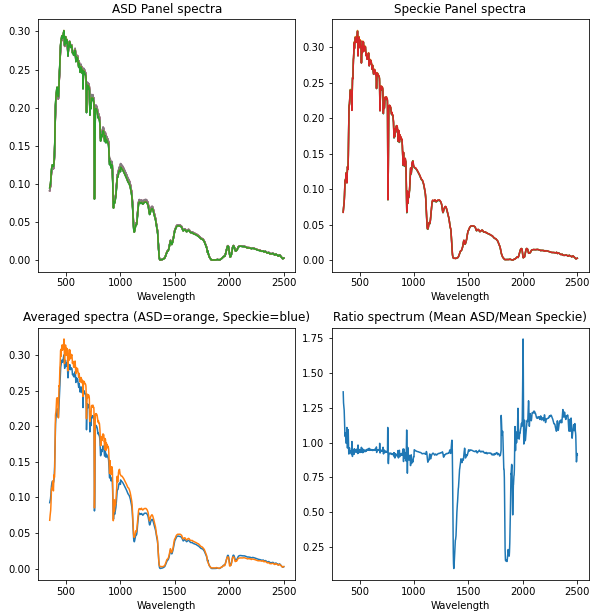 ASD Panel spectra
0.30
0.25
0.20
0.15
0.10
0.05
0.00
500 1000 1500 2000 2500
Wavelength
Speckie Panel spectra
0.30
0.25
0.20
0.15
0.10
0.05
0.00
500 1000 1500 2000 2500
Wavelength
Averaged spectra (ASD=orange, Speckie=blue)
0.30
0.25
0.20
0.15
0.10
0.05
0.00
500 1000 1500 2000 2500
Wavelength
Ratio spectrum (Mean ASD/Mean Speckie)
1.75
1.50
1.25
1.00
0.75
0.50
0.25
500 1000 1500 2000 2500
Wavelength